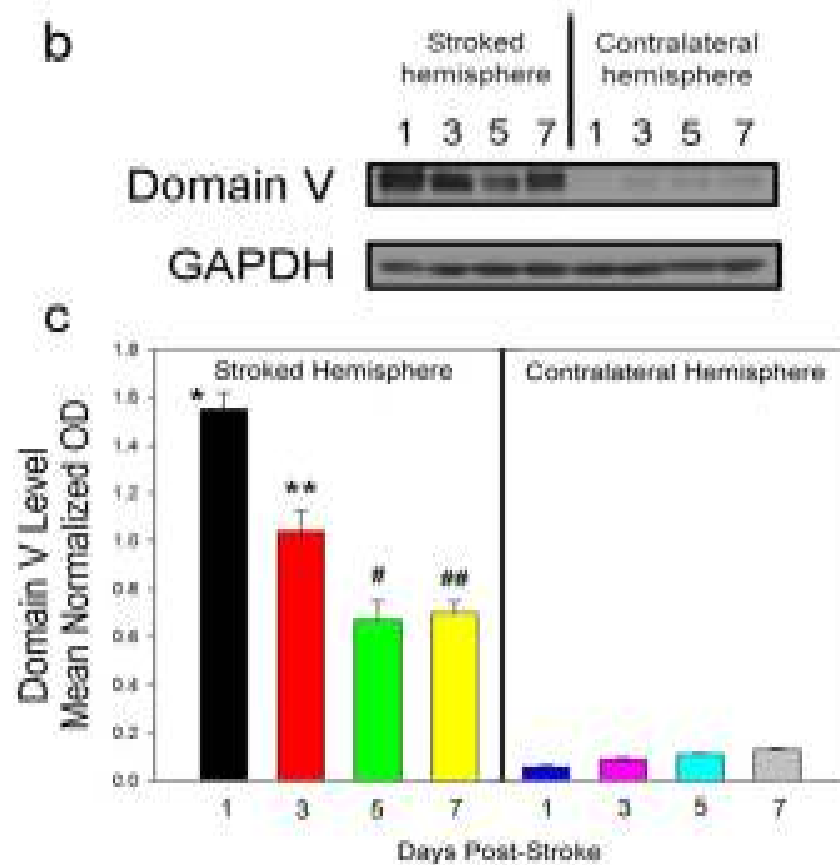 b
Stroked
hemisphere
Contralateral
hemisphere
1 3 5 7 1 3 5 7
Domain V
GAPDH
c
Stroked Hemisphere
Contralateral Hemisphere
Domain V Level
Mean Normalized OD
1.8
1.6
1.4
1.2
1.0
0.8
0.6
0.4
0.2
0.0
*
**
#
##
1 3 5 7 1 3 5 7
Days Post-Stroke